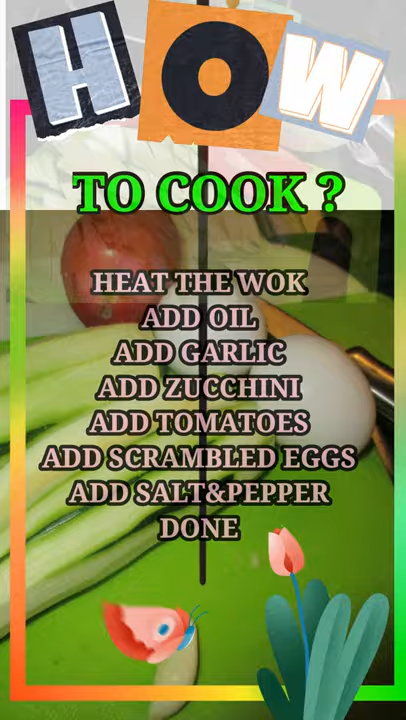 HOW
TO COOK ?
HEAT THE WOK
ADD OIL
ADD GARLIC
ADD ZUCCHINI
ADD TOMATOES
ADD SCRAMBLED EGGS
ADD SALT&PEPPER
DONE